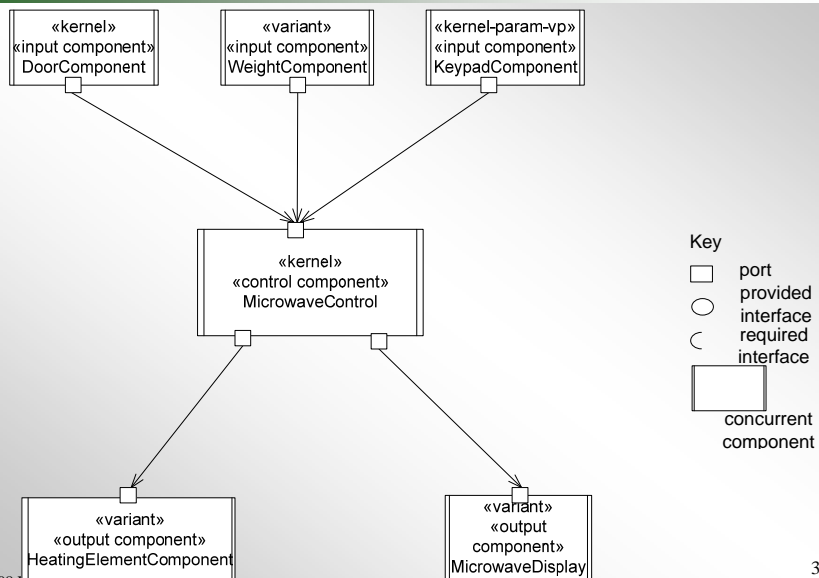 «kernel»
«input component»
DoorComponent
«variant»
«input component»
WeightComponent
«kernel-param-vp»
«input component»
KeypadComponent
«kernel»
«control component»
MicrowaveControl
Key
port
provided
interface
required
interface
concurrent
component
«variant»
«output component»
HeatingElementComponent
«variant»
«output
component»
MicrowaveDisplay
3